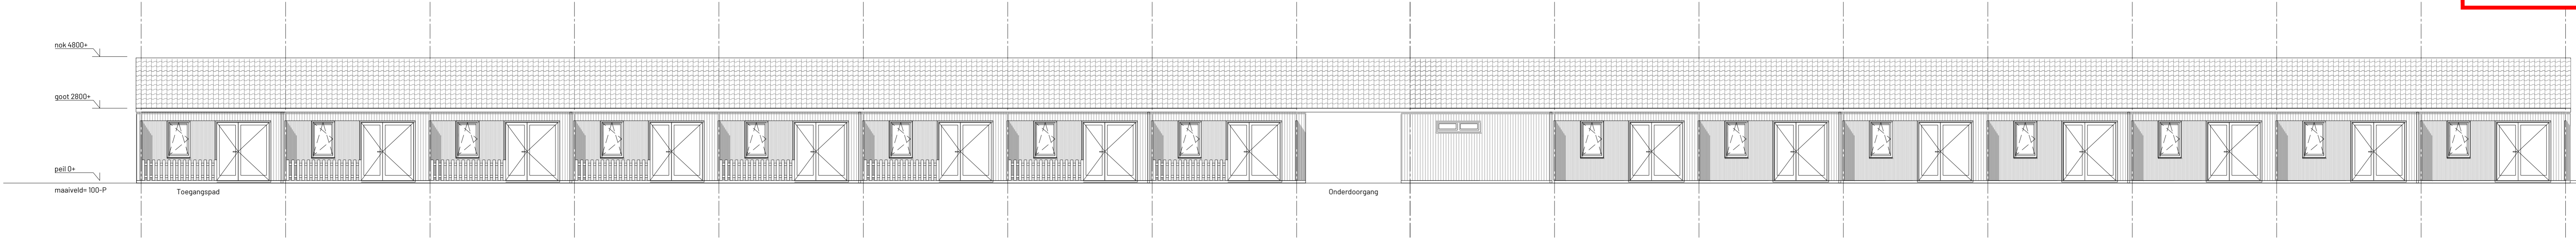 nok 4800+
goot 2800+
peil 0+
maaiveld= 100-P
Toegangspad
Onderdoorgang